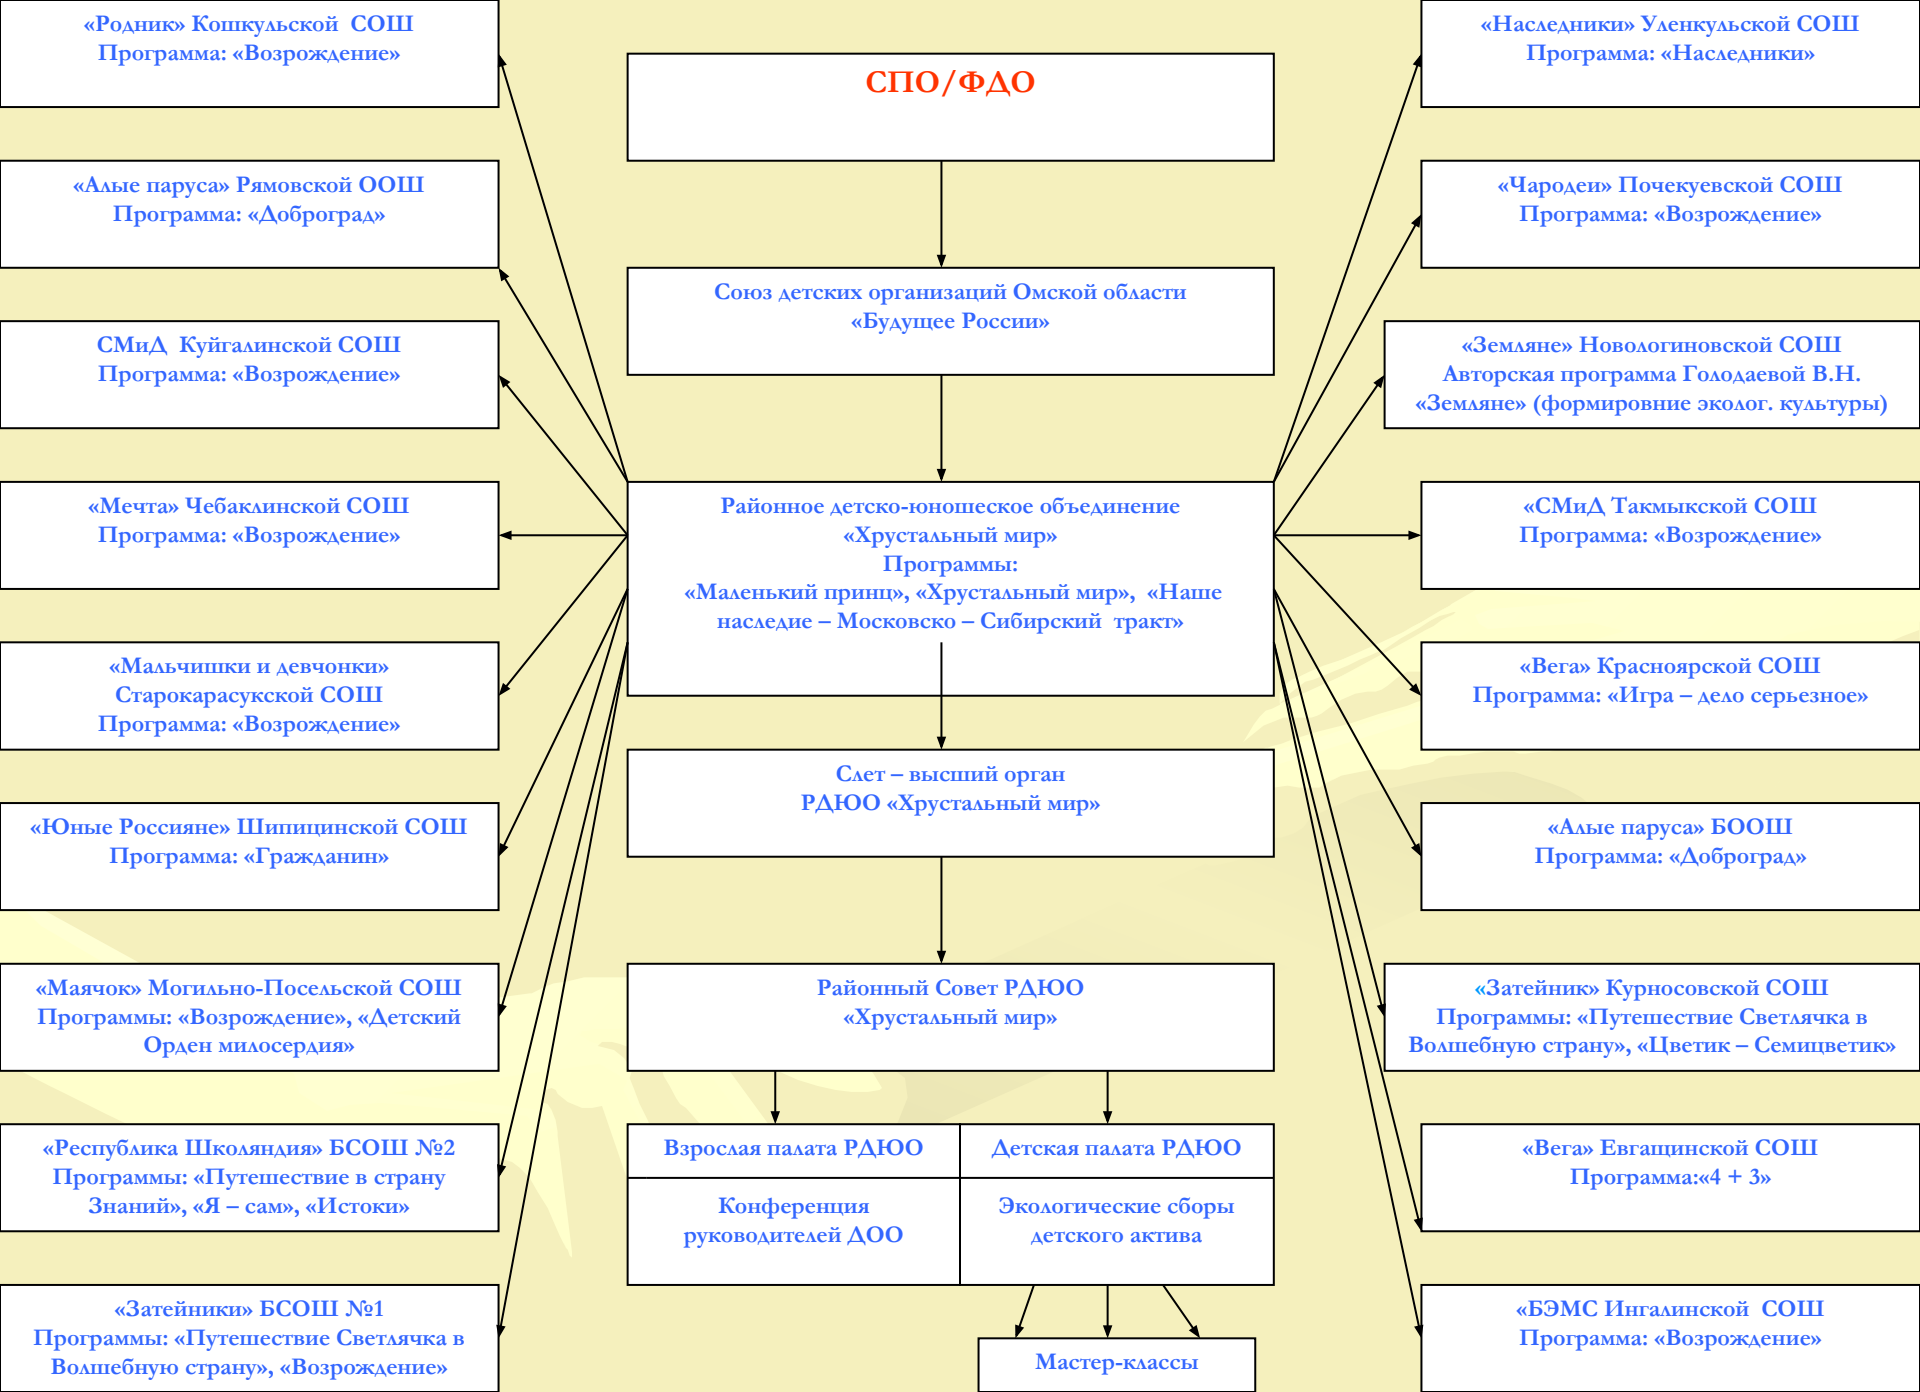 «Родник» Кошкульской СОШ
Программа: «Возрождение»
«Алые паруса» Рямовской ООШ
Программа: «Доброград»
СМиД Куйгалинской СОШ
Программа: «Возрождение»
«Мечта» Чебаклинской СОШ
Программа: «Возрождение»
«Мальчишки и девчонки»
Старокарасукской СОШ
Программа: «Возрождение»
«Юные Россияне» Шипицинской СОШ
Программа: «Гражданин»
«Маячок» Могильно-Посельской СОШ
Программы: «Возрождение», «Детский
Орден милосердия»
«Республика Школяндия» БСОШ №2
Программы: «Путешествие в страну
Знаний», «Я – сам», «Истоки»
«Затейники» БСОШ №1
Программы: «Путешествие Светлячка в
Волшебную страну», «Возрождение»
СПО/ФДО
Союз детских организаций Омской области
«Будущее России»
Районное детско-юношеское объединение
«Хрустальный мир»
Программы:
«Маленький принц», «Хрустальный мир», «Наше
наследие – Московско – Сибирский тракт»
Слет – высший орган
РДЮО «Хрустальный мир»
Районный Совет РДЮО
«Хрустальный мир»
Взрослая палата РДЮО
Конференция
руководителей ДОО
Детская палата РДЮО
Экологические сборы
детского актива
Мастер-классы
«Наследники» Уленкульской СОШ
Программа: «Наследники»
«Чародеи» Почекуевской СОШ
Программа: «Возрождение»
«Земляне» Новологиновской СОШ
Авторская программа Голодаевой В.Н.
«Земляне» (формировние эколог. культуры)
«СМиД Такмыкской СОШ
Программа: «Возрождение»
«Вега» Красноярской СОШ
Программа: «Игра – дело серьезное»
«Алые паруса» БООШ
Программа: «Доброград»
«Затейник» Курносовской СОШ
Программы: «Путешествие Светлячка в
Волшебную страну», «Цветик – Семицветик»
«Вега» Евгащинской СОШ
Программа:«4 + 3»
«БЭМС Ингалинской СОШ
Программа: «Возрождение»